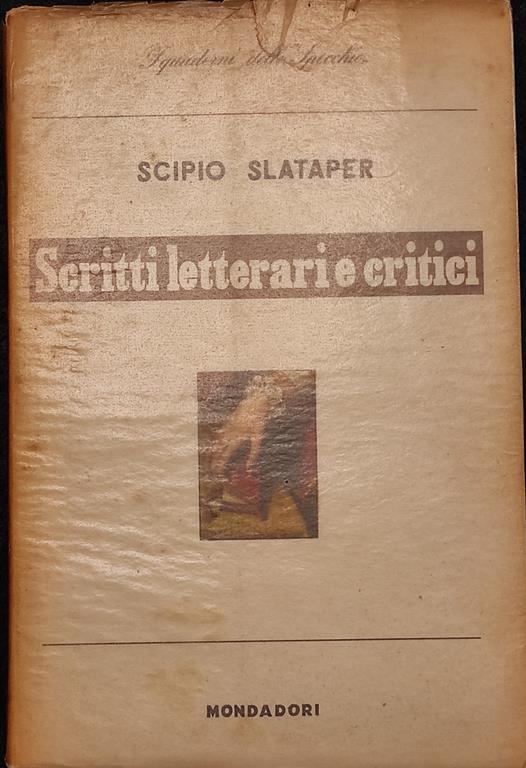 I quaderni dello Specchio
SCIPIO SLATAPER
Scritti letterari e critici
MONDADORI